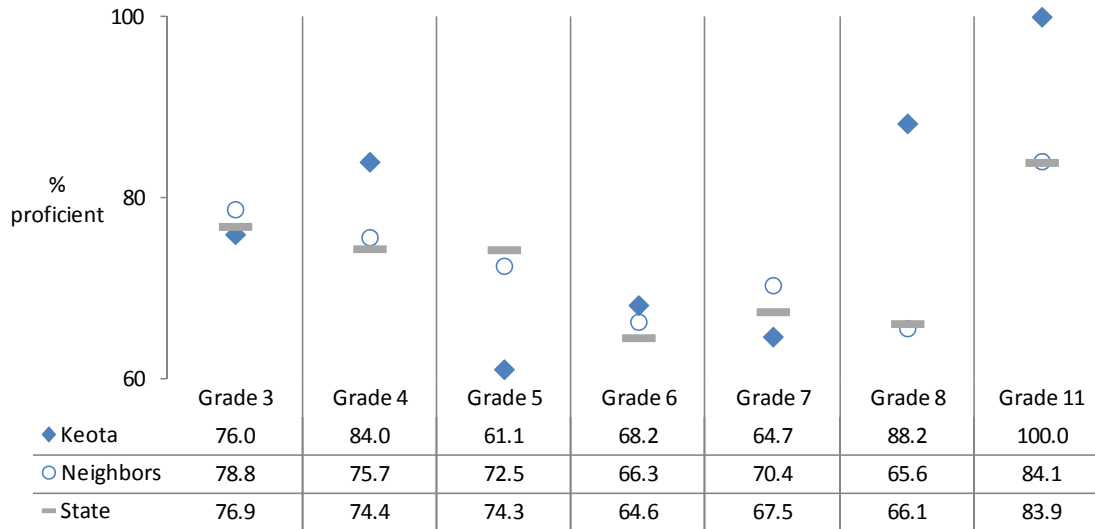 100
80
60
%
proficient
Grade 3 Grade 4 Grade 5 Grade 6 Grade 7 Grade 8 Grade 11
Keota 76.0 84.0 61.1 68.2 64.7 88.2 100.0
Neighbors 78.8 75.7 72.5 66.3 70.4 65.6 84.1
State 76.9 74.4 74.3 64.6 67.5 66.1 83.9